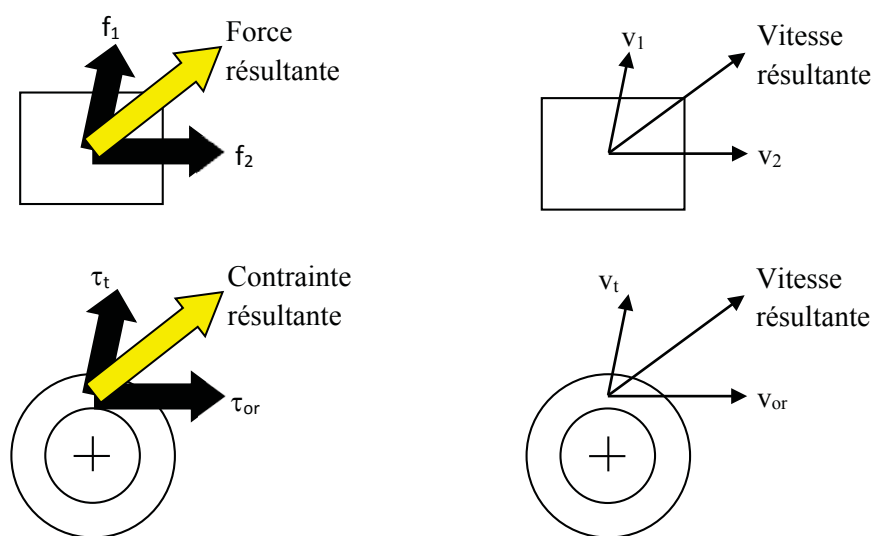 f₁
Force
résultante
f₂
v₁
Vitesse
résultante
v₂
τₜ
Contrainte
résultante
τₒᵣ
vₜ
Vitesse
résultante
vₒᵣ